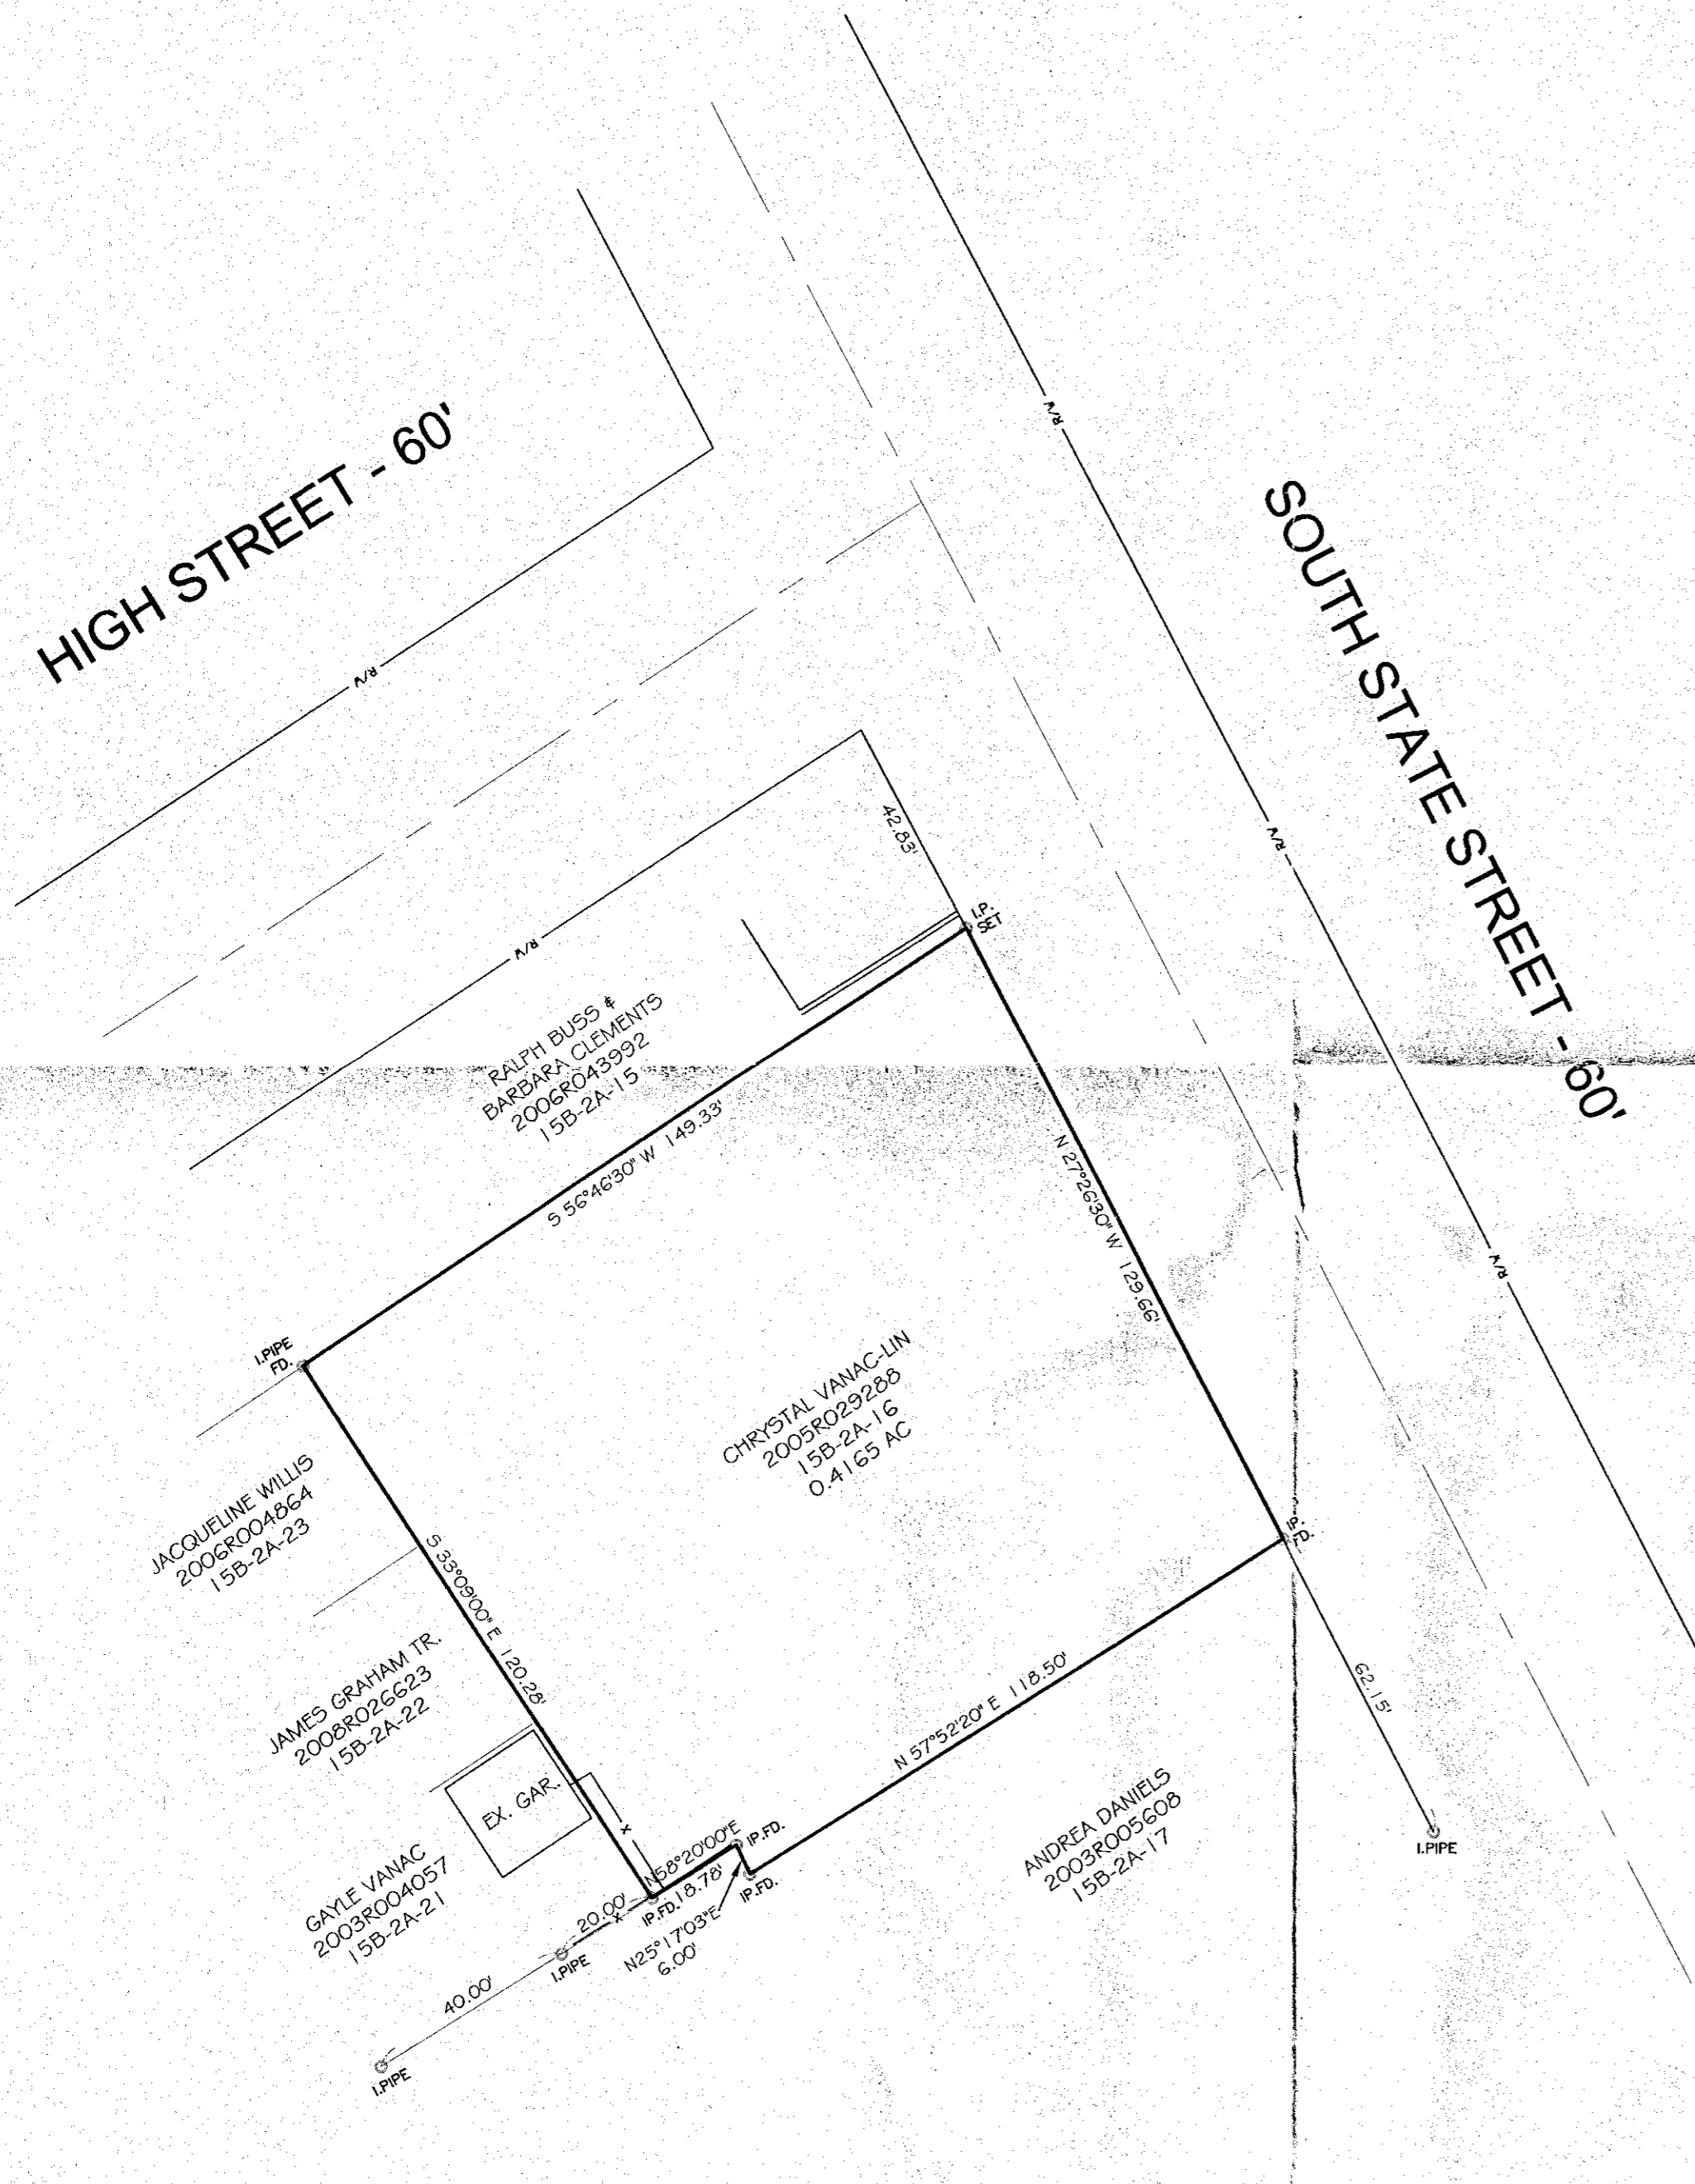 HIGH STREET - 60'
SOUTH STATE STREET - 60'
R/W
R/W
R/W
R/W
R/W
42.83'
I.P.
SET
RALPH BUSS &
BARBARA CLEMENTS
2006R043992
15B-2A-15
S 56°46'30" W 149.33'
N 27°26'30" W 129.66'
I.PIPE
FD.
CHRYSTAL VANAC-LIN
2005R029288
15B-2A-16
0.4165 AC
JACQUELINE WILLIS
2006R004864
15B-2A-23
S 33°09'00" E 120.28'
IP.
FD.
JAMES GRAHAM TR.
2008R026623
15B-2A-22
N 57°52'20" E 118.50'
62.15'
EX. GAR.
X
GAYLE VANAC
2003R004057
15B-2A-21
N58°20'00"E
18.78'
IP.FD.
IP.FD.
IP.FD.
20.00'
X
N25°17'03"E
6.00'
ANDREA DANIELS
2003R005608
15B-2A-17
I.PIPE
I.PIPE
40.00'
I.PIPE